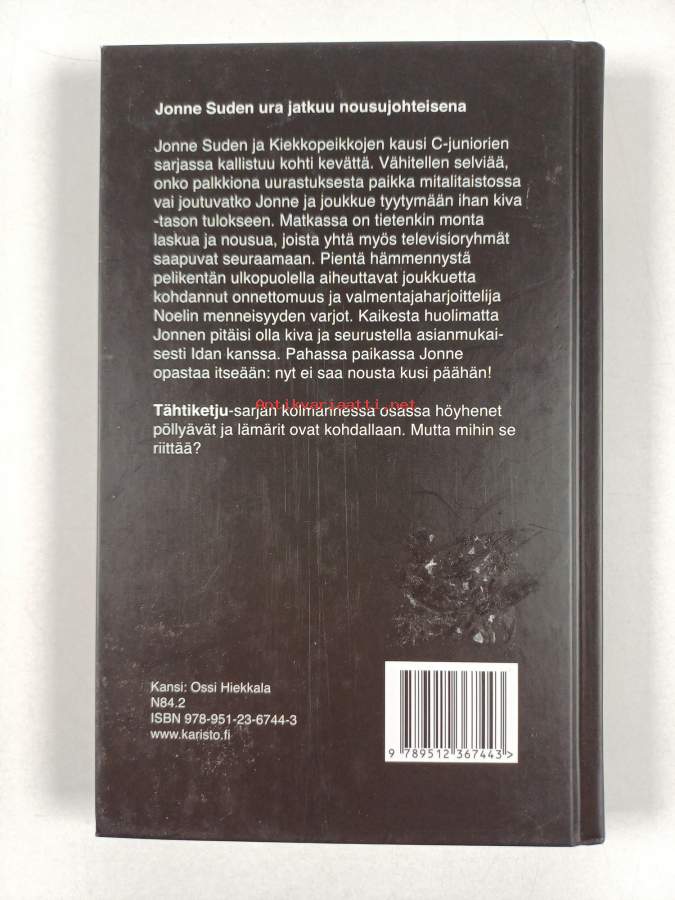 Jonne Suden ura jatkuu nousujohteisena
Jonne Suden ja Kiekkopeikkojen kausi C-juniorien
sarjassa kallistuu kohti kevättä. Vähitellen selviää,
onko palkkiona uurastuksesta paikka mitalitaistossa
vai joutuvatko Jonne ja joukkue tyytymään ihan kiva
-tason tulokseen. Matkassa on tietenkin monta
laskua ja nousua, joista yhtä myös televisioryhmät
saapuvat seuraamaan. Pientä hämmennystä
pelikentän ulkopuolella aiheuttavat joukkuetta
kohdannut onnettomuus ja valmentajaharjoittelija
Noelin menneisyyden varjot. Kaikesta huolimatta
Jonnen pitäisi olla kiva ja seurustella asianmukai-
sesti Idan kanssa. Pahassa paikassa Jonne
opastaa itseään: nyt ei saa nousta kusi päähän!
Antikvariaatti.net
Tähtiketju-sarjan kolmannessa osassa höyhenet
pöllyävät ja lämärit ovat kohdallaan. Mutta mihin se
riittää?
Kansi: Ossi Hiekkala
N84.2
ISBN 978-951-23-6744-3
www.karisto.fi
9 789512 367443 >